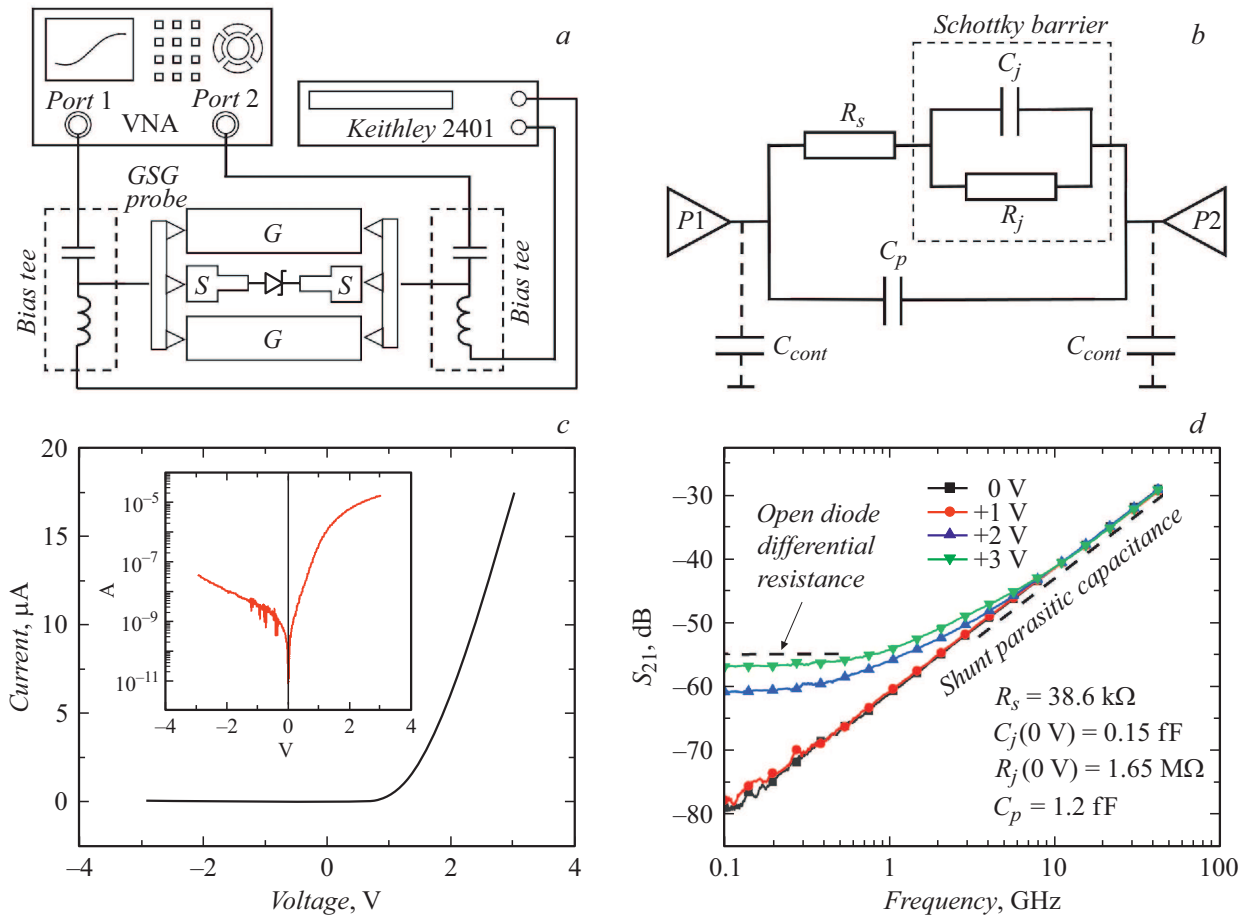 a
Port 1
Port 2
VNA
Keithley 2401
GSG
probe
Bias tee
G
S
S
G
Bias tee
b
Schottky barrier
C_j
R_s
R_j
P1
P2
C_p
C_cont
C_cont
c
20
15
10
5
0
Current, μA
−4
−2
0
2
4
Voltage, V
10⁻⁵
10⁻⁷
10⁻⁹
10⁻¹¹
A
−4
−2
0
2
4
V
d
−30
−40
−50
−60
−70
−80
S₂₁, dB
0 V
+1 V
+2 V
+3 V
Open diode
differential
resistance
Shunt parasitic capacitance
R_s = 38.6 kΩ
C_j (0 V) = 0.15 fF
R_j (0 V) = 1.65 MΩ
C_p = 1.2 fF
0.1
1
10
100
Frequency, GHz